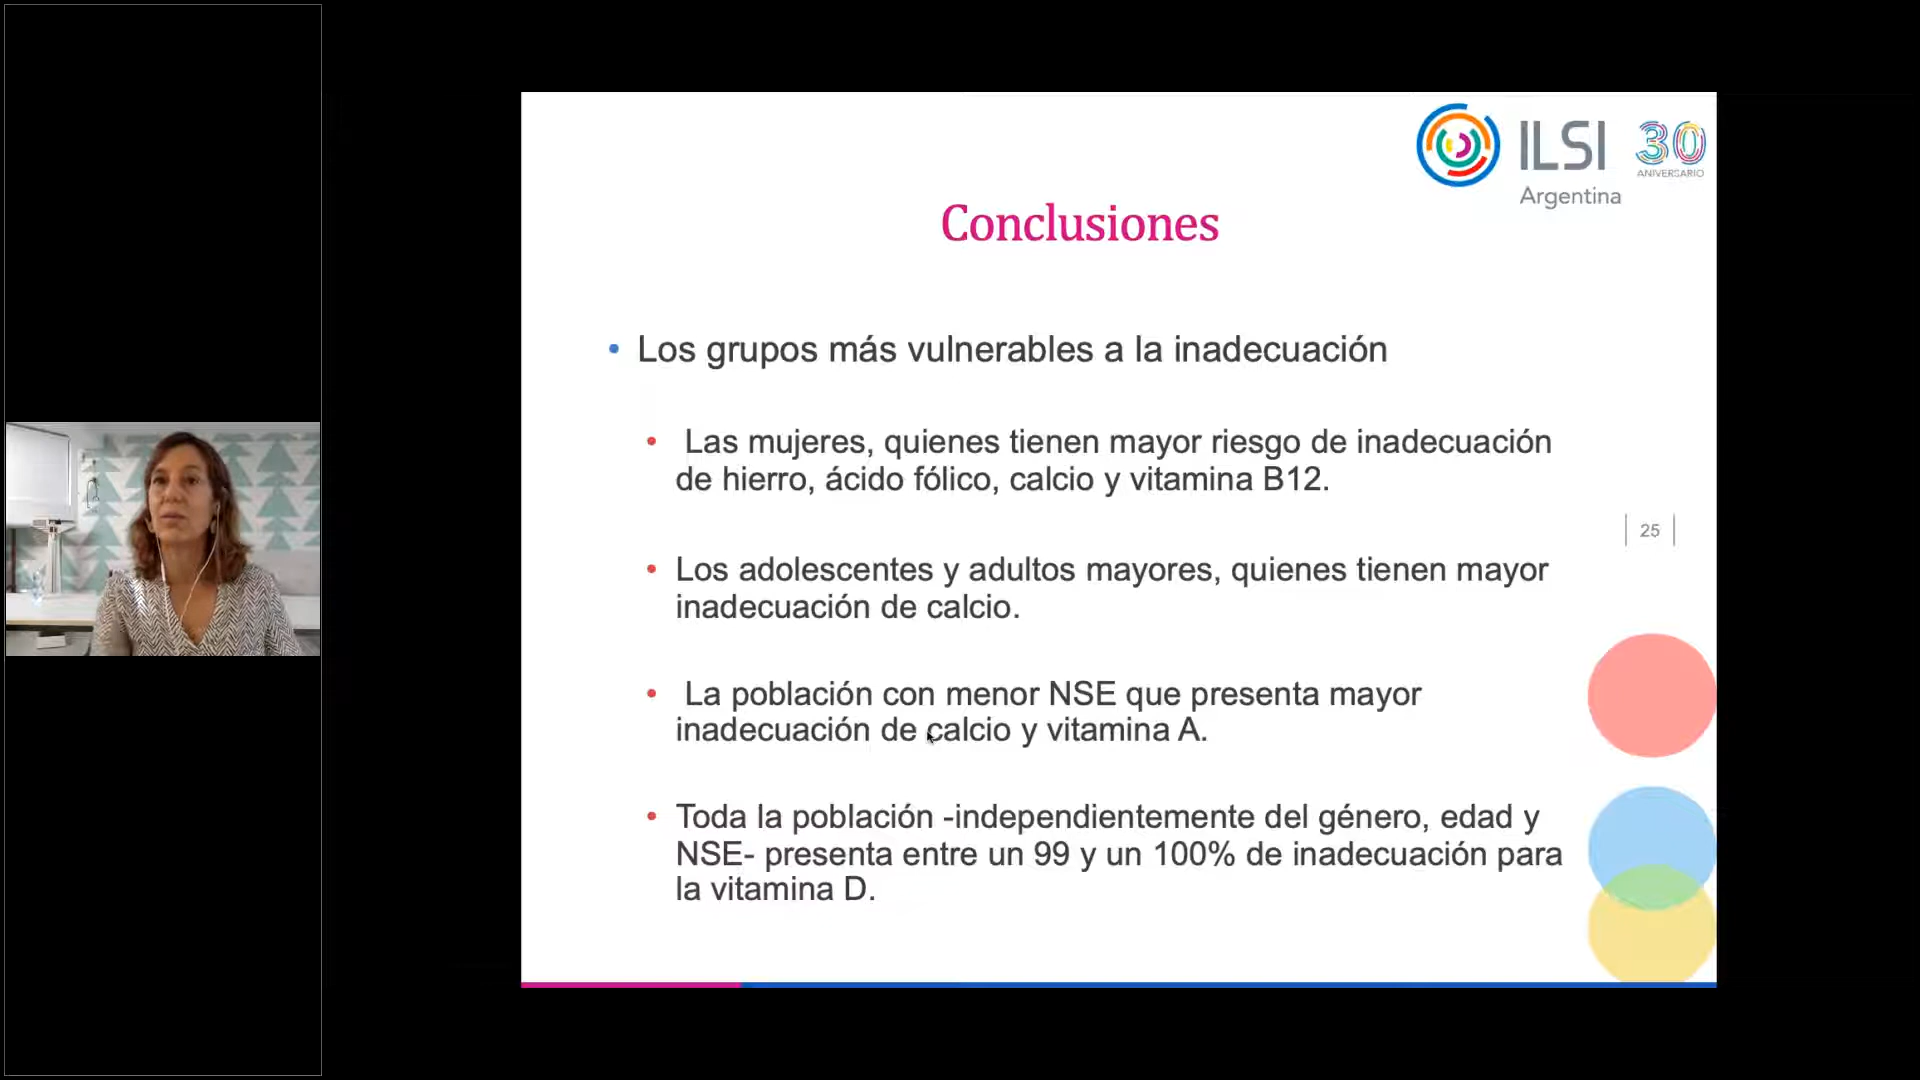 ILSI
30
ANIVERSARIO
Argentina
Conclusiones
• Los grupos más vulnerables a la inadecuación
• Las mujeres, quienes tienen mayor riesgo de inadecuación
de hierro, ácido fólico, calcio y vitamina B12.
25
• Los adolescentes y adultos mayores, quienes tienen mayor
inadecuación de calcio.
• La población con menor NSE que presenta mayor
inadecuación de calcio y vitamina A.
• Toda la población -independientemente del género, edad y
NSE- presenta entre un 99 y un 100% de inadecuación para
la vitamina D.